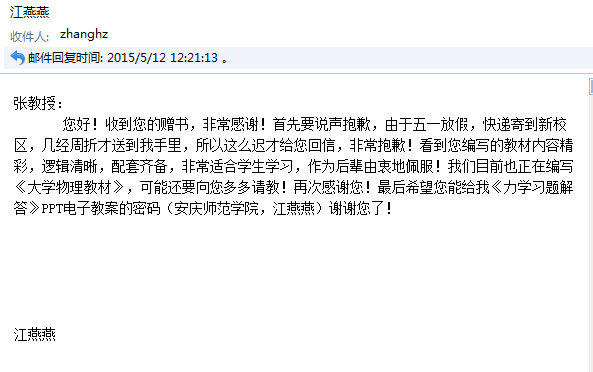 江燕燕
收件人: zhanghz
邮件回复时间: 2015/5/12 12:21:13 。
张教授:
您好！收到您的赠书，非常感谢！首先要说声抱歉，由于五一放假，快递寄到新校
区，几经周折才送到我手里，所以这么迟才给您回信，非常抱歉！看到您编写的教材内容精
彩，逻辑清晰，配套齐备，非常适合学生学习，作为后辈由衷地佩服！我们目前也正在编写
《大学物理教材》，可能还要向您多多请教！再次感谢您！最后希望您能给我《力学习题解
答》PPT电子教案的密码（安庆师范学院，江燕燕）谢谢您了！
江燕燕